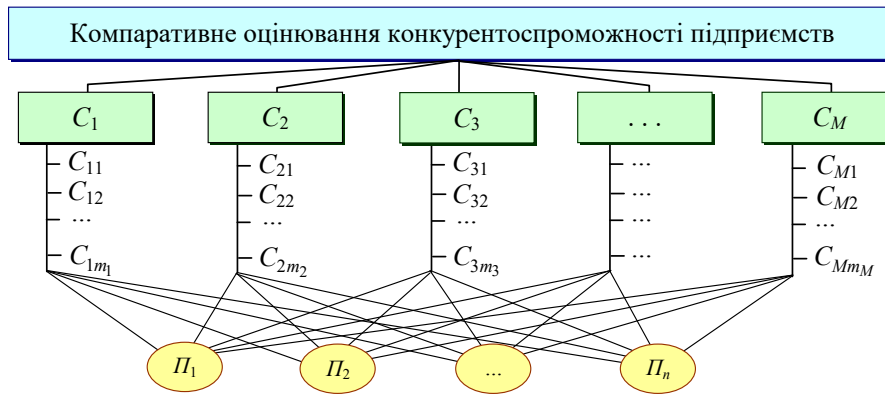 Компаративне оцінювання конкурентоспроможності підприємств
C1 C2 C3 . . . CM
C11 C21 C31 ... CM1
C12 C22 C32 ... CM2
... ... ... ... ...
C1m1 C2m2 C3m3 ... CMmM
П1 П2 ... Пn